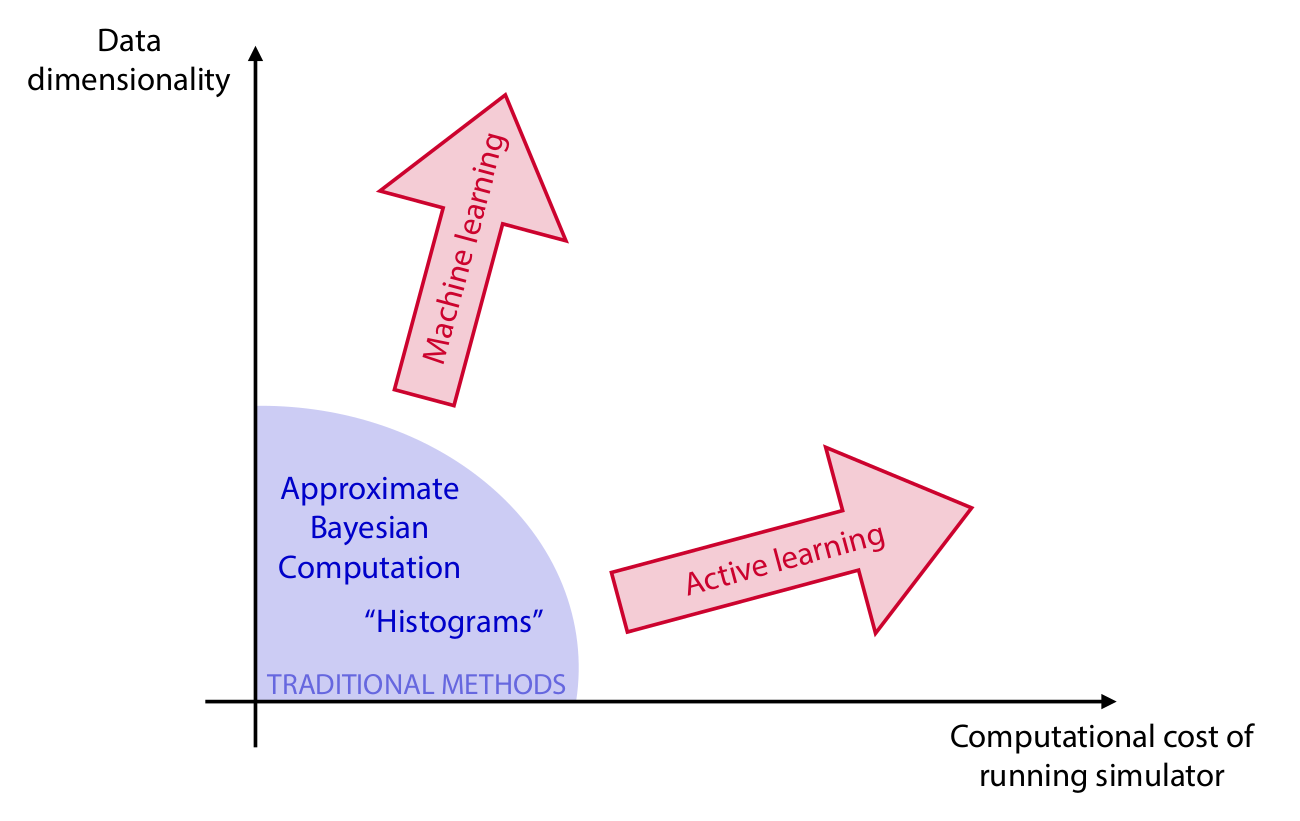 Data
dimensionality
Machine learning
Approximate
Bayesian
Computation
“Histograms”
TRADITIONAL METHODS
Active learning
Computational cost of
running simulator